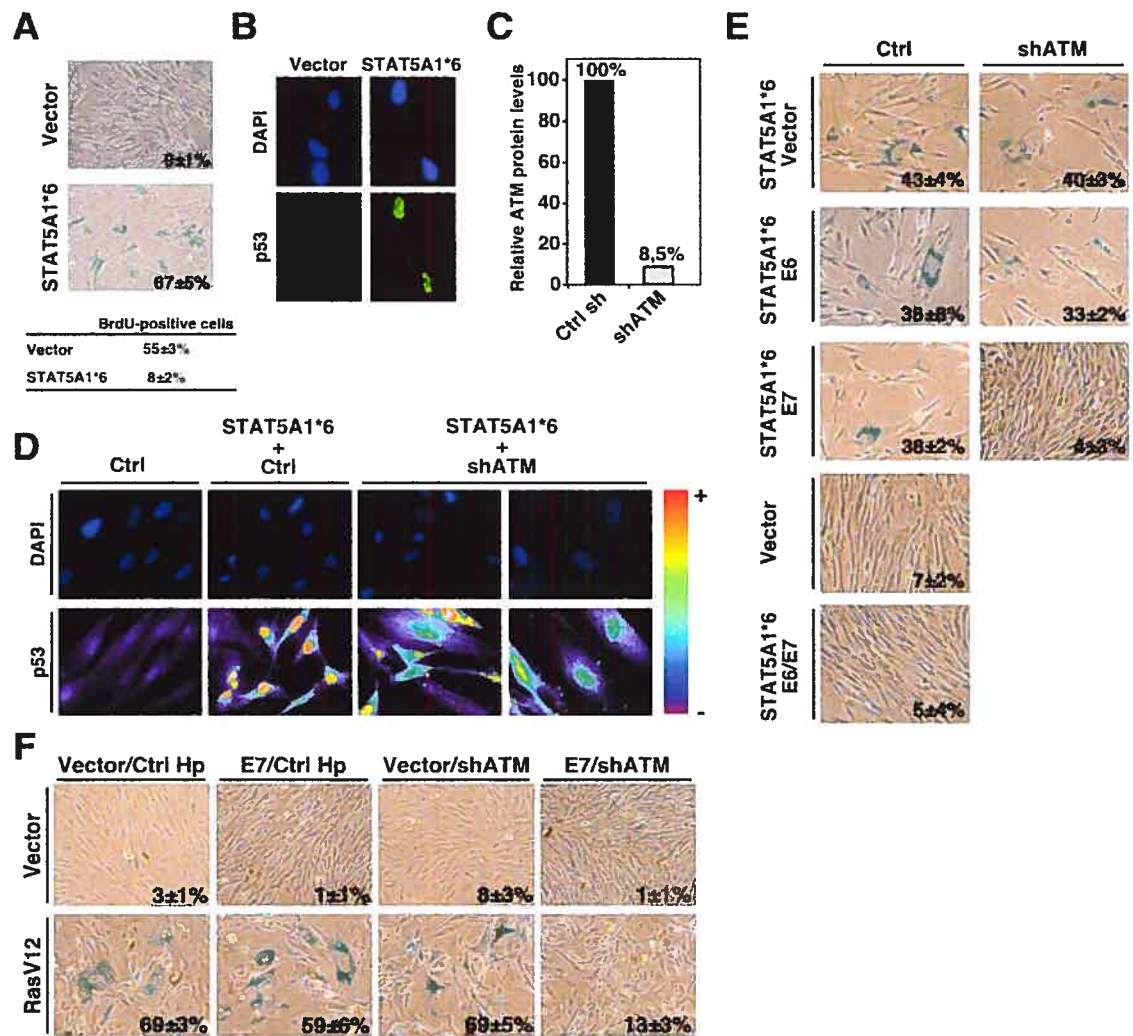 A
Vector
STAT5A1*6
67±5%
BrdU-positive cells
Vector 55±3%
STAT5A1*6 8±2%
B
Vector STAT5A1*6
DAPI
p53
C
Relative ATM protein levels
100
80
60
40
20
0
100%
8,5%
Ctrl sh
shATM
D
Ctrl
STAT5A1*6
+
Ctrl
STAT5A1*6
+
shATM
DAPI
p53
+
-
E
Ctrl shATM
STAT5A1*6
Vector
43±4%
40±3%
STAT5A1*6
E6
33±2%
STAT5A1*6
E7
38±2%
4±3%
Vector
7±2%
STAT5A1*6
E6/E7
5±4%
F
Vector/Ctrl Hp E7/Ctrl Hp Vector/shATM E7/shATM
Vector
3±1% 1±1% 8±3% 1±1%
RasV12
69±3% 59±6% 69±5% 13±3%